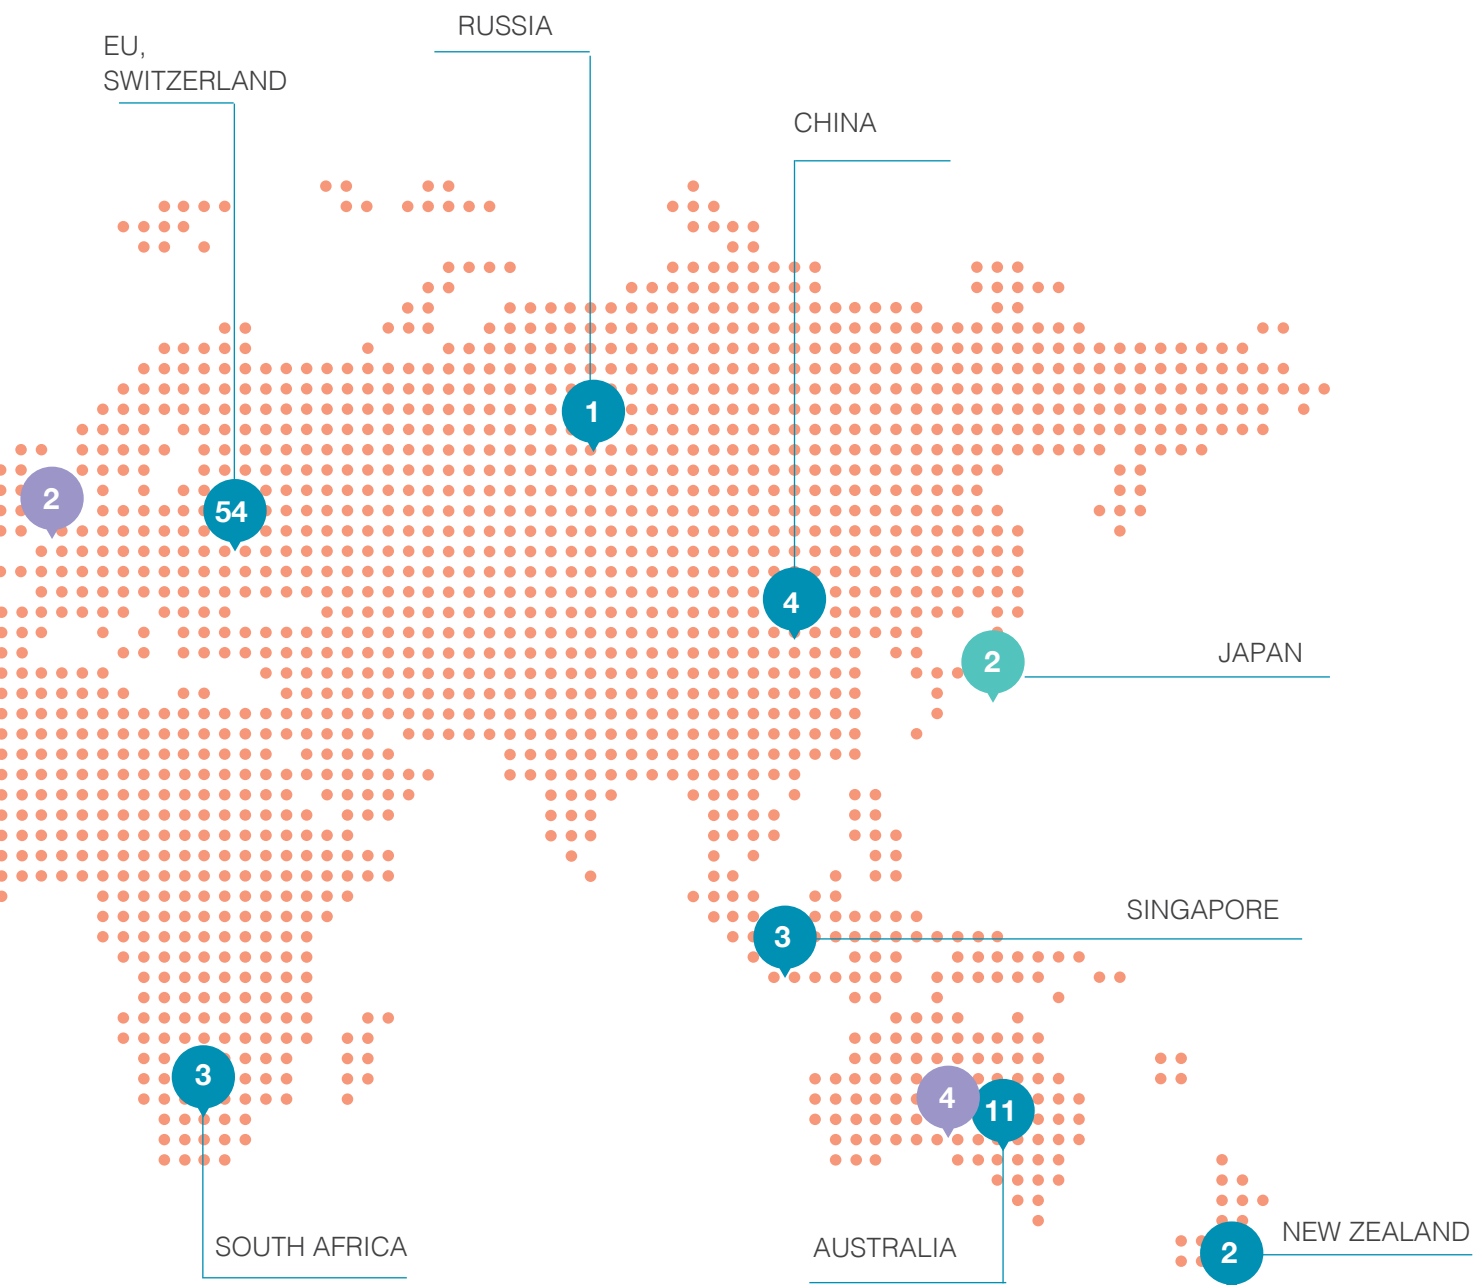 RUSSIA
EU,
SWITZERLAND
CHINA
1
2
54
4
2
JAPAN
SINGAPORE
3
3
4
11
SOUTH AFRICA
AUSTRALIA
NEW ZEALAND
2